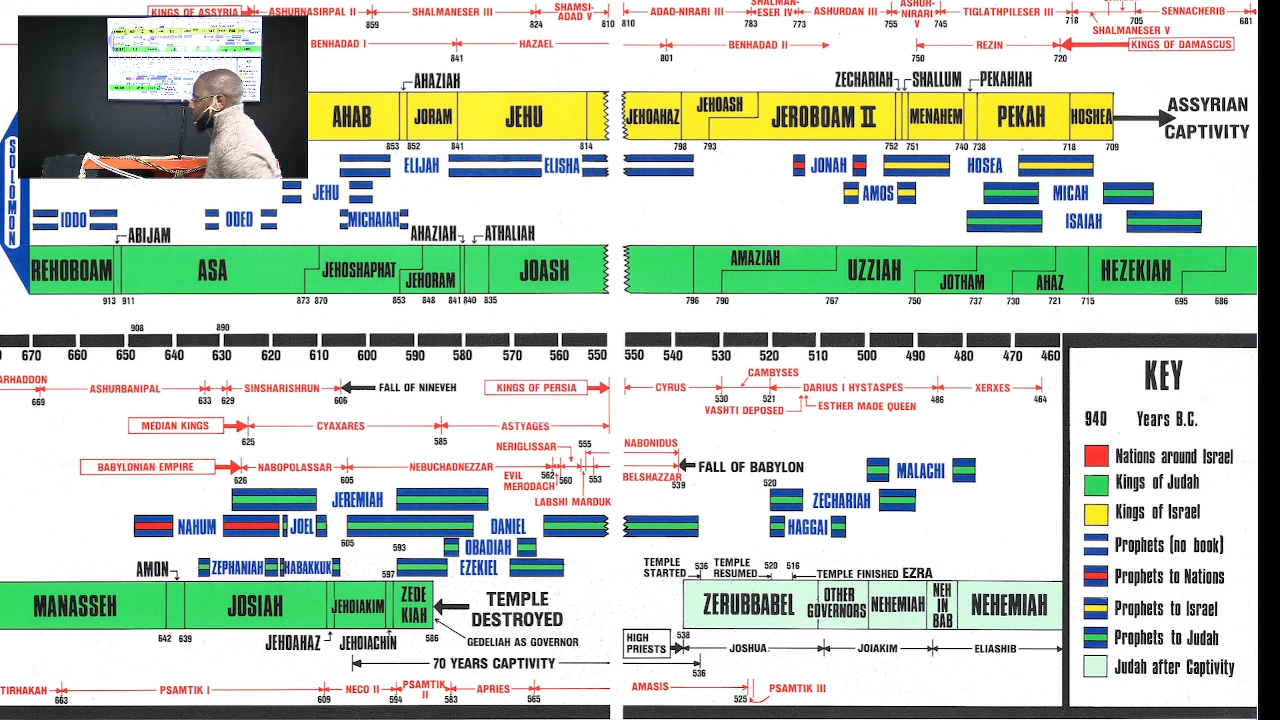 KINGS OF ASSYRIA
ASHURNASIRPAL II
SHALMANESER III
SHAMSI-
ADAD V
ADAD-NIRARI III
SHALMAN-
ESER IV
ASHURDAN III
ASHUR-
NIRARI
V
TIGLATHPILESER III
SENNACHERIB
859 824 810 810 783 773 755 745 718 705 681
SHALMANESER V
BENHADAD I
HAZAEL
BENHADAD II
REZIN
KINGS OF DAMASCUS
841 801 750 720
AHAZIAH
ZECHARIAH
SHALLUM
PEKAHIAH
AHAB
JORAM
JEHU
JEHOAHAZ
JEHOASH
JEROBOAM II
MENAHEM
PEKAH
HOSHEA
ASSYRIAN
CAPTIVITY
853 852 841 814 798 793 752 751 740 738 718 709
SOLOMON
ELIJAH
ELISHA
JONAH
HOSEA
JEHU
AMOS
MICAH
IDDO
ODED
MICHAIAH
ISAIAH
ABIJAM
AHAZIAH
ATHALIAH
REHOBOAM
ASA
JEHOSHAPHAT
JEHORAM
JOASH
AMAZIAH
UZZIAH
JOTHAM
AHAZ
HEZEKIAH
913 911 873 870 853 848 841 840 835 796 790 767 750 737 730 721 715 695 686
908 890
670 660 650 640 630 620 610 600 590 580 570 560 550 550 540 530 520 510 500 490 480 470 460
ARHADDON
ASHURBANIPAL
SINSHARISHKUN
FALL OF NINEVEH
KINGS OF PERSIA
CYRUS
CAMBYSES
DARIUS I HYSTASPES
XERXES
669 633 629 606 530 521 486 464
VASHTI DEPOSED
ESTHER MADE QUEEN
MEDIAN KINGS
CYAXARES
ASTYAGES
625 585
BABYLONIAN EMPIRE
NABOPOLASSAR
NEBUCHADNEZZAR
NERIGLISSAR
555
NABONIDUS
626 605
EVIL
MERODACH
562
560
553
LABSHI MARDUK
BELSHAZZAR
539
FALL OF BABYLON
MALACHI
JEREMIAH
520
ZECHARIAH
NAHUM
JOEL
DANIEL
HAGGAI
605 593
OBADIAH
ZEPHANIAH
HABAKKUK
EZEKIEL
597
AMON
TEMPLE
STARTED
536
TEMPLE
RESUMED
520
516
TEMPLE FINISHED
EZRA
MANASSEH
JOSIAH
JEHOIAKIM
ZEDE
KIAH
TEMPLE
DESTROYED
ZERUBBABEL
OTHER
GOVERNORS
NEHEMIAH
NEH
IN
BAB
NEHEMIAH
642 639
JEHOAHAZ
JEHOIACHIN
586
GEDELIAH AS GOVERNOR
HIGH
PRIESTS
538
JOSHUA
JOIAKIM
ELIASHIB
70 YEARS CAPTIVITY
536
TIRHAKAH
PSAMTIK I
NECO II
PSAMTIK
II
APRIES
AMASIS
PSAMTIK III
663 609 594 583 565 525
KEY
940 Years B.C.
Nations around Israel
Kings of Judah
Kings of Israel
Prophets (no book)
Prophets to Nations
Prophets to Israel
Prophets to Judah
Judah after Captivity